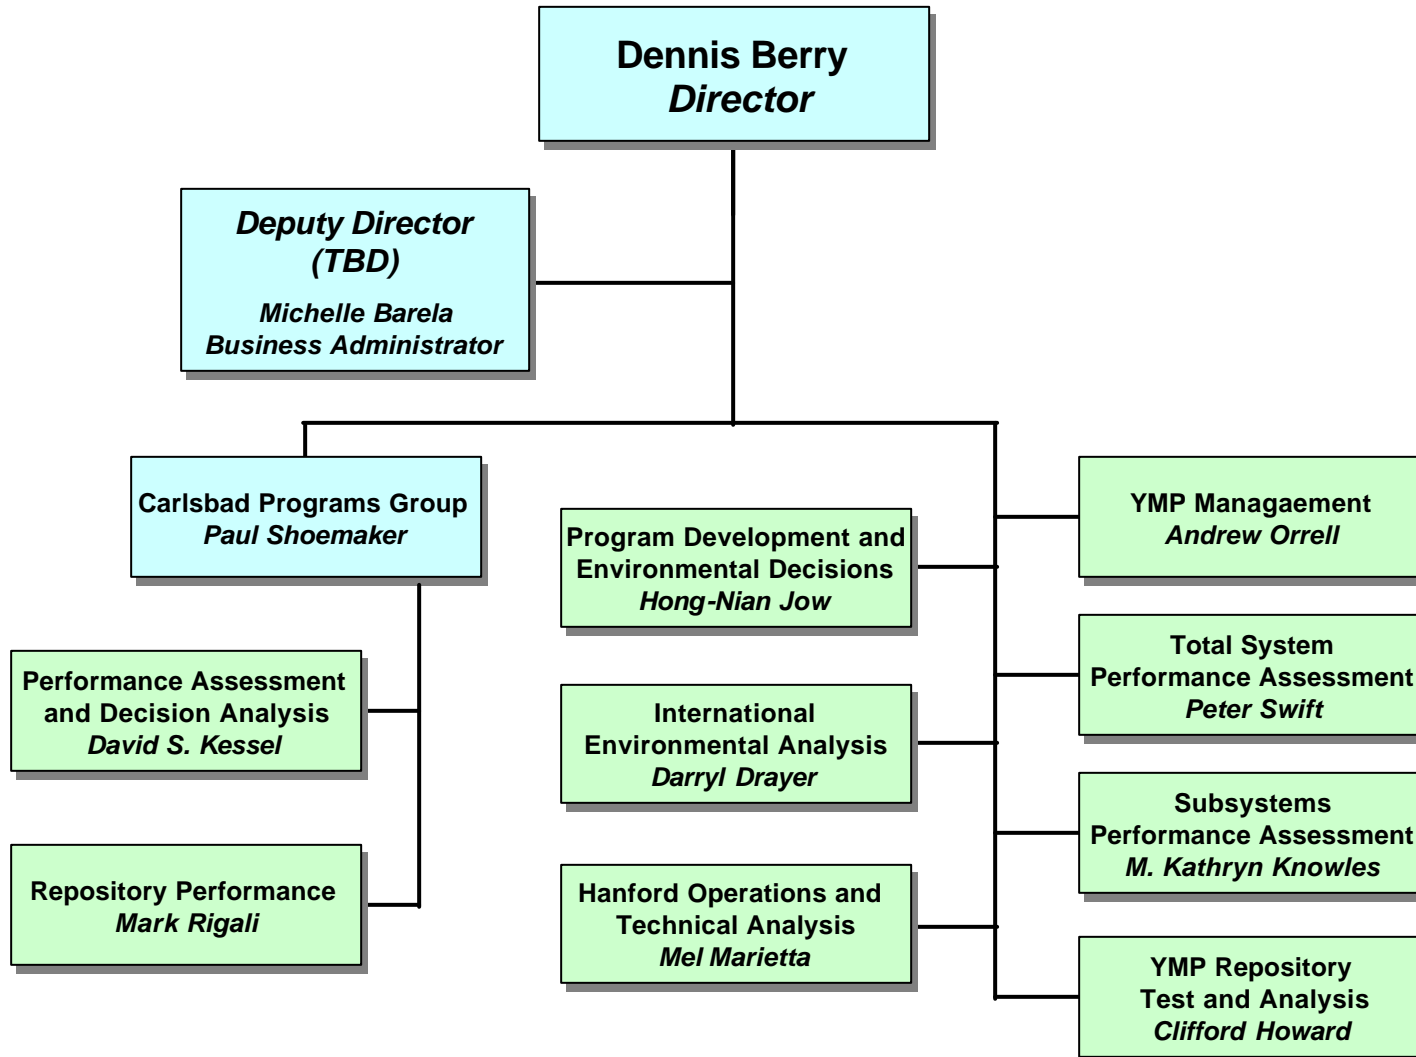 Dennis Berry
Director
Deputy Director
(TBD)
Michelle Barela
Business Administrator
Carlsbad Programs Group
Paul Shoemaker
Performance Assessment
and Decision Analysis
David S. Kessel
Repository Performance
Mark Rigali
Program Development and
Environmental Decisions
Hong-Nian Jow
International
Environmental Analysis
Darryl Drayer
Hanford Operations and
Technical Analysis
Mel Marietta
YMP Managaement
Andrew Orrell
Total System
Performance Assessment
Peter Swift
Subsystems
Performance Assessment
M. Kathryn Knowles
YMP Repository
Test and Analysis
Clifford Howard